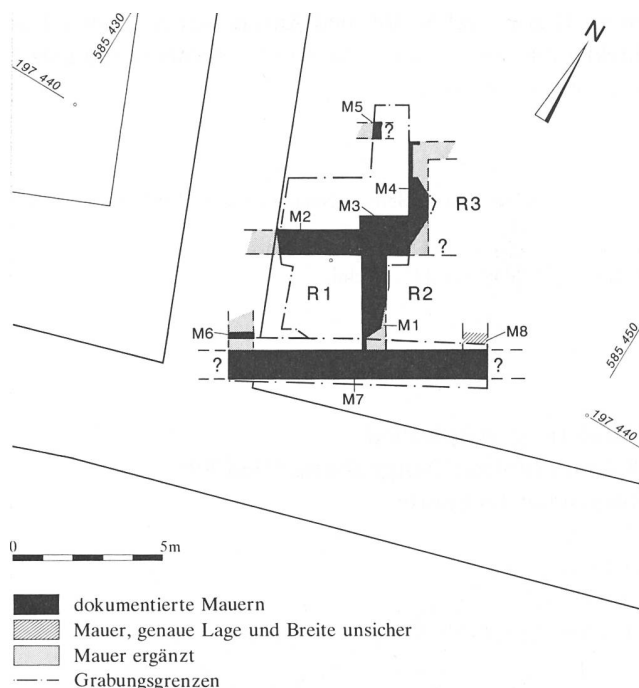 N
585 430
197 440
M5
?
M4
M3
R3
M2
?
R1
R2
M6
M1
M8
?
?
M7
585 450
197 440
0
5m
dokumentierte Mauern
Mauer, genaue Lage und Breite unsicher
Mauer ergänzt
Grabungsgrenzen